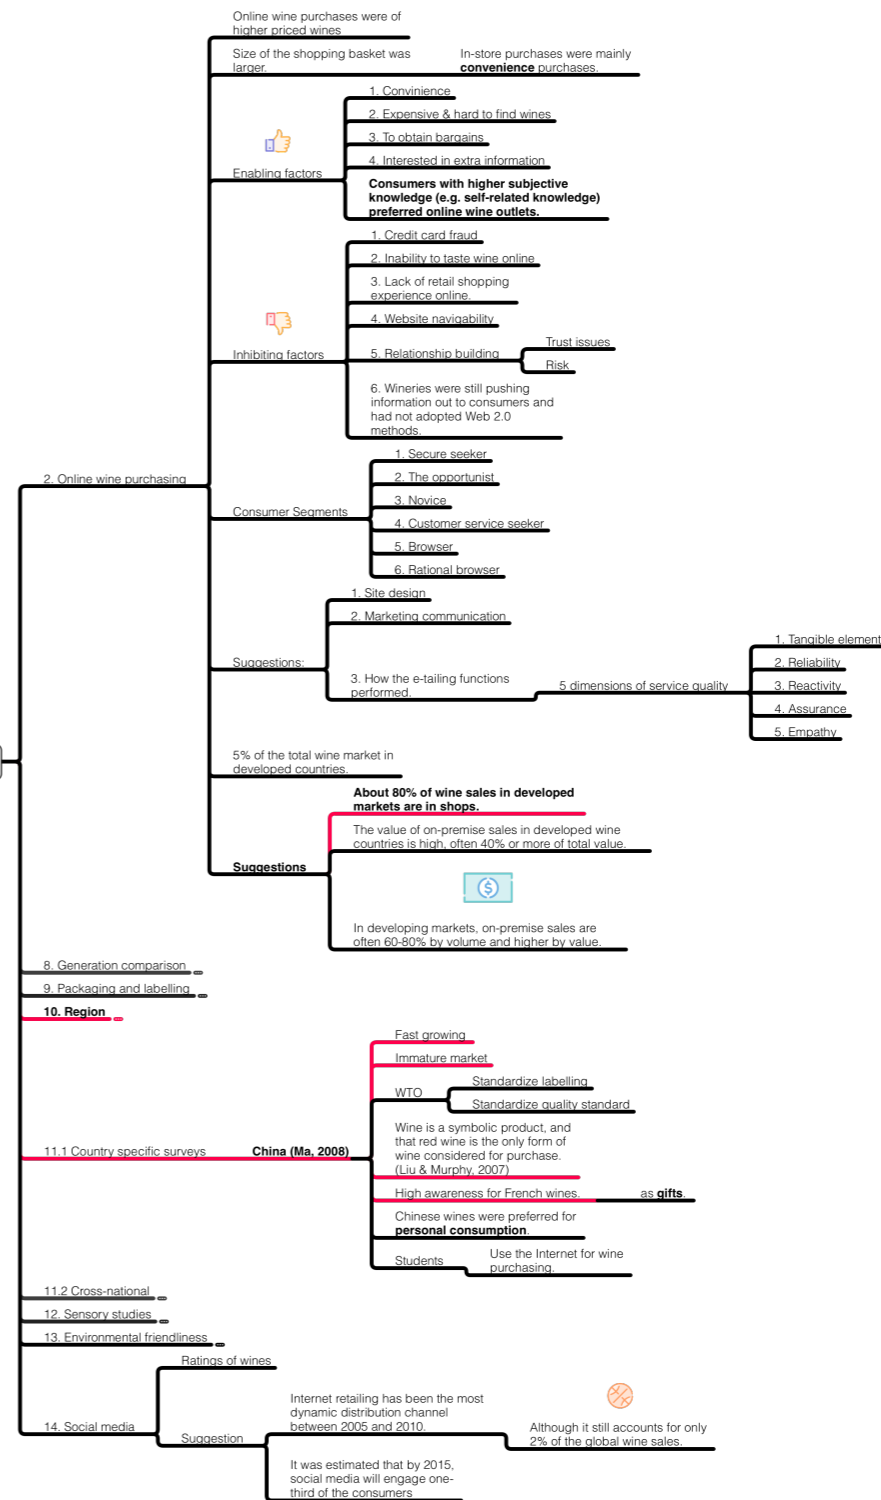 Online wine purchases were of
higher priced wines
Size of the shopping basket was
larger.
In-store purchases were mainly
convenience purchases.
1. Convinience
2. Expensive & hard to find wines
3. To obtain bargains
4. Interested in extra information
Enabling factors
Consumers with higher subjective
knowledge (e.g. self-related knowledge)
preferred online wine outlets.
1. Credit card fraud
2. Inability to taste wine online
3. Lack of retail shopping
experience online.
4. Website navigability
Inhibiting factors
5. Relationship building
Trust issues
Risk
6. Wineries were still pushing
information out to consumers and
had not adopted Web 2.0
methods.
2. Online wine purchasing
1. Secure seeker
2. The opportunist
3. Novice
Consumer Segments
4. Customer service seeker
5. Browser
6. Rational browser
1. Site design
2. Marketing communication
Suggestions:
3. How the e-tailing functions
performed.
5 dimensions of service quality
1. Tangible element
2. Reliability
3. Reactivity
4. Assurance
5. Empathy
5% of the total wine market in
developed countries.
About 80% of wine sales in developed
markets are in shops.
The value of on-premise sales in developed wine
countries is high, often 40% or more of total value.
Suggestions
In developing markets, on-premise sales are
often 60-80% by volume and higher by value.
8. Generation comparison
9. Packaging and labelling
10. Region
11.1 Country specific surveys
China (Ma, 2008)
Fast growing
Immature market
WTO
Standardize labelling
Standardize quality standard
Wine is a symbolic product, and
that red wine is the only form of
wine considered for purchase.
(Liu & Murphy, 2007)
High awareness for French wines.
as gifts.
Chinese wines were preferred for
personal consumption.
Students
Use the Internet for wine
purchasing.
11.2 Cross-national
12. Sensory studies
13. Environmental friendliness
14. Social media
Ratings of wines
Suggestion
Internet retailing has been the most
dynamic distribution channel
between 2005 and 2010.
Although it still accounts for only
2% of the global wine sales.
It was estimated that by 2015,
social media will engage one-
third of the consumers